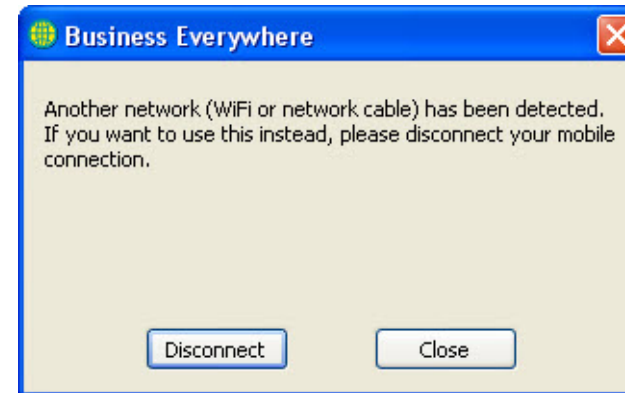 Business Everywhere
Another network (WiFi or network cable) has been detected.
If you want to use this instead, please disconnect your mobile
connection.
Disconnect
Close